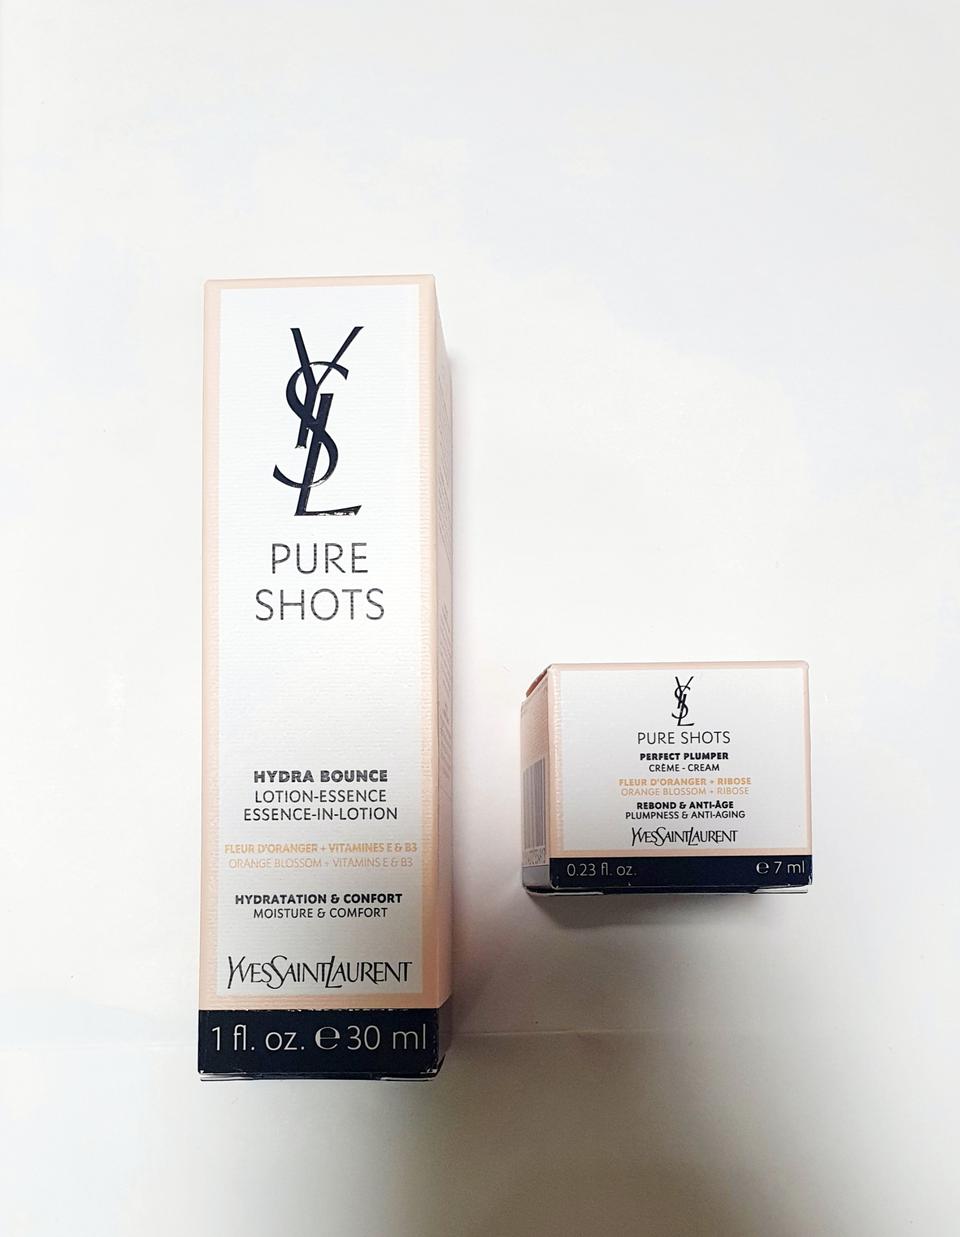 YSL
PURE
SHOTS
HYDRA BOUNCE
LOTION-ESSENCE
ESSENCE-IN-LOTION
FLEUR D'ORANGER + VITAMINES E & B3
ORANGE BLOSSOM + VITAMINS E & B3
HYDRATATION & CONFORT
MOISTURE & COMFORT
YVESSAINTLAURENT
1 fl. oz. ℮ 30 ml
YSL
PURE SHOTS
PERFECT PLUMPER
CRÈME - CREAM
FLEUR D'ORANGER + RIBOSE
ORANGE BLOSSOM + RIBOSE
REBOND & ANTI-ÂGE
PLUMPNESS & ANTI-AGING
YVESSAINTLAURENT
0.23 fl. oz. ℮ 7 ml